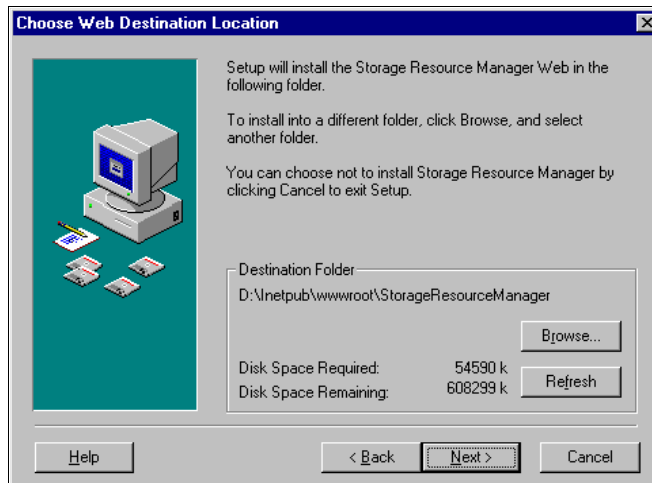 Choose Web Destination Location
Setup will install the Storage Resource Manager Web in the
following folder.
To install into a different folder, click Browse, and select
another folder.
You can choose not to install Storage Resource Manager by
clicking Cancel to exit Setup.
Destination Folder
D:\Inetpub\wwwroot\StorageResourceManager
Browse...
Disk Space Required: 54590 k
Disk Space Remaining: 608299 k
Refresh
Help
< Back
Next >
Cancel